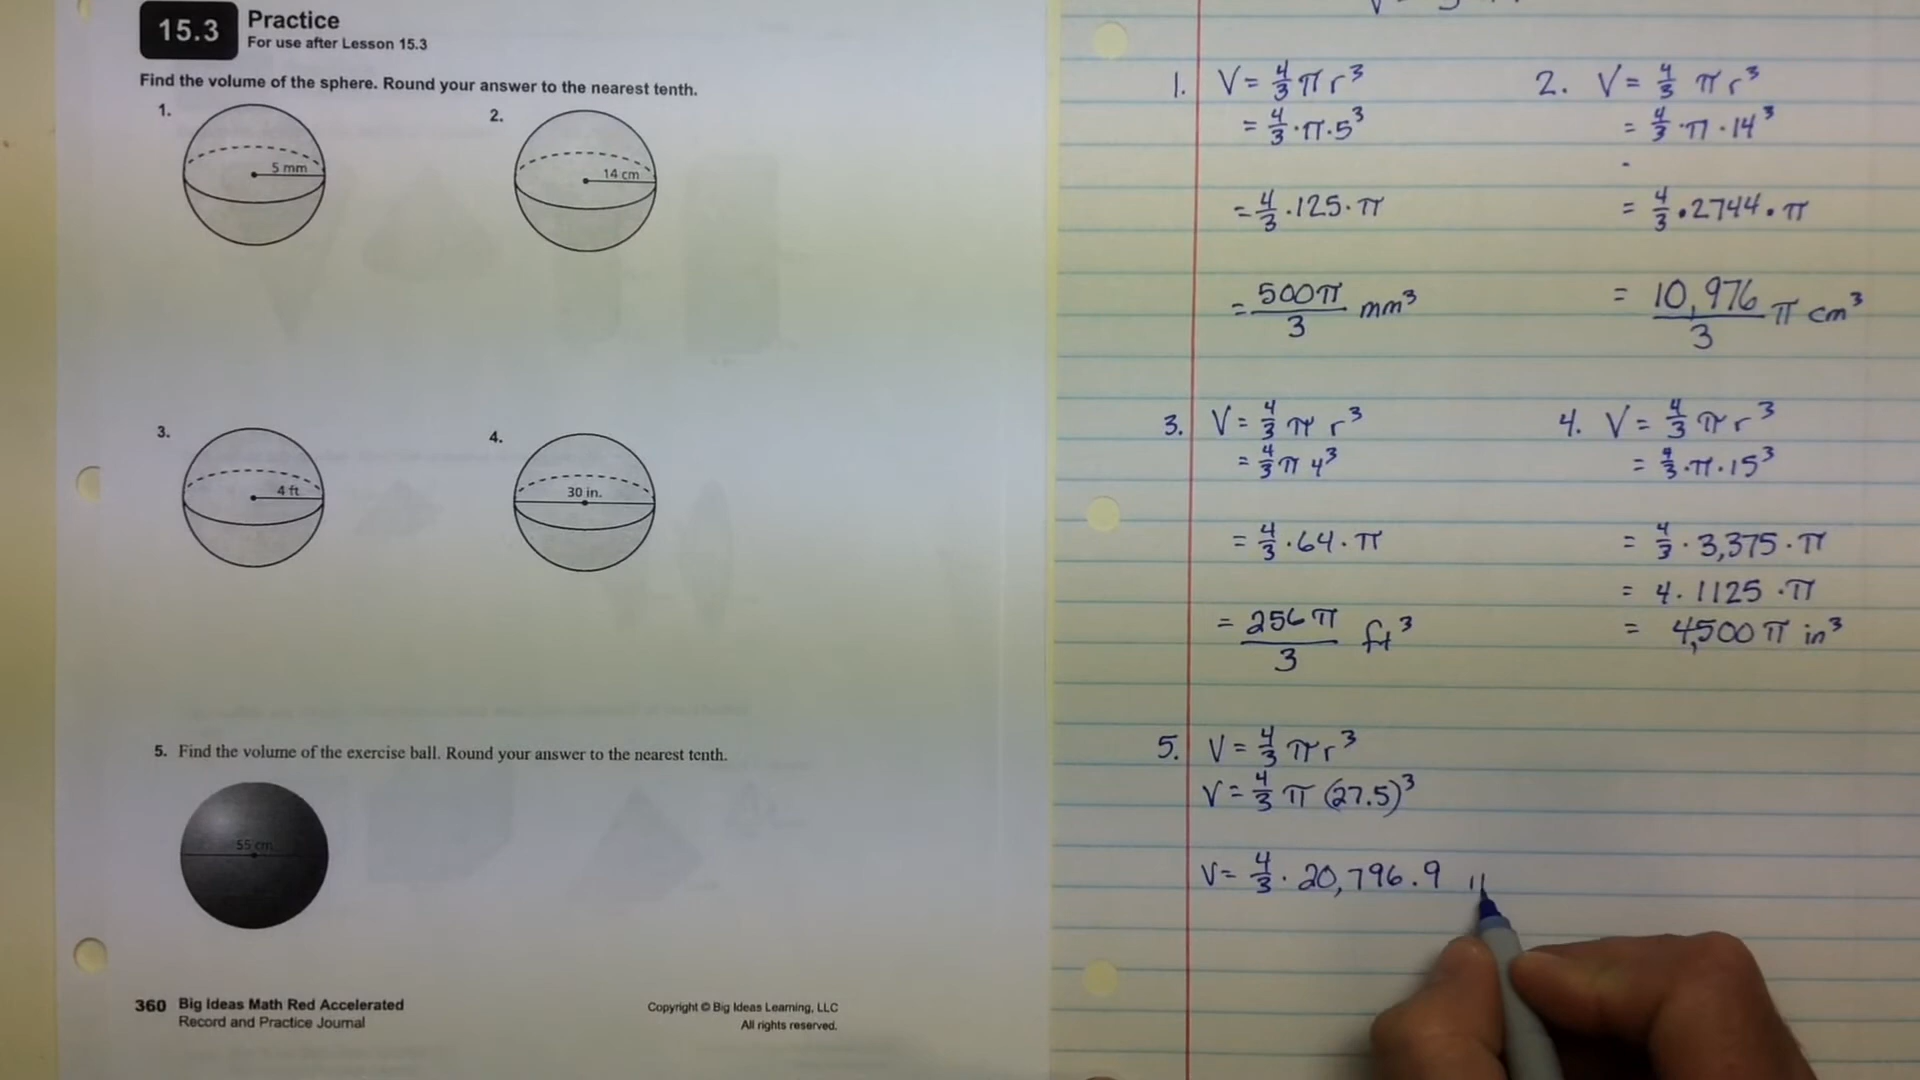 15.3
Practice
For use after Lesson 15.3
Find the volume of the sphere. Round your answer to the nearest tenth.
1.
5 mm
2.
14 cm
3.
4 ft
4.
30 in.
5. Find the volume of the exercise ball. Round your answer to the nearest tenth.
55 cm
360 Big Ideas Math Red Accelerated
Record and Practice Journal
Copyright © Big Ideas Learning, LLC
All rights reserved.
1. V = 4/3 π r³
= 4/3 · π · 5³
= 4/3 · 125 · π
= 500π/3 mm³
2. V = 4/3 π r³
= 4/3 · π · 14³
= 4/3 · 2744 · π
= 10,976/3 π cm³
3. V = 4/3 π r³
= 4/3 π 4³
= 4/3 · 64 · π
= 256π/3 ft³
4. V = 4/3 π r³
= 4/3 · π · 15³
= 4/3 · 3,375 · π
= 4 · 1125 · π
= 4,500 π in³
5. V = 4/3 π r³
V = 4/3 π (27.5)³
V = 4/3 · 20,796.9